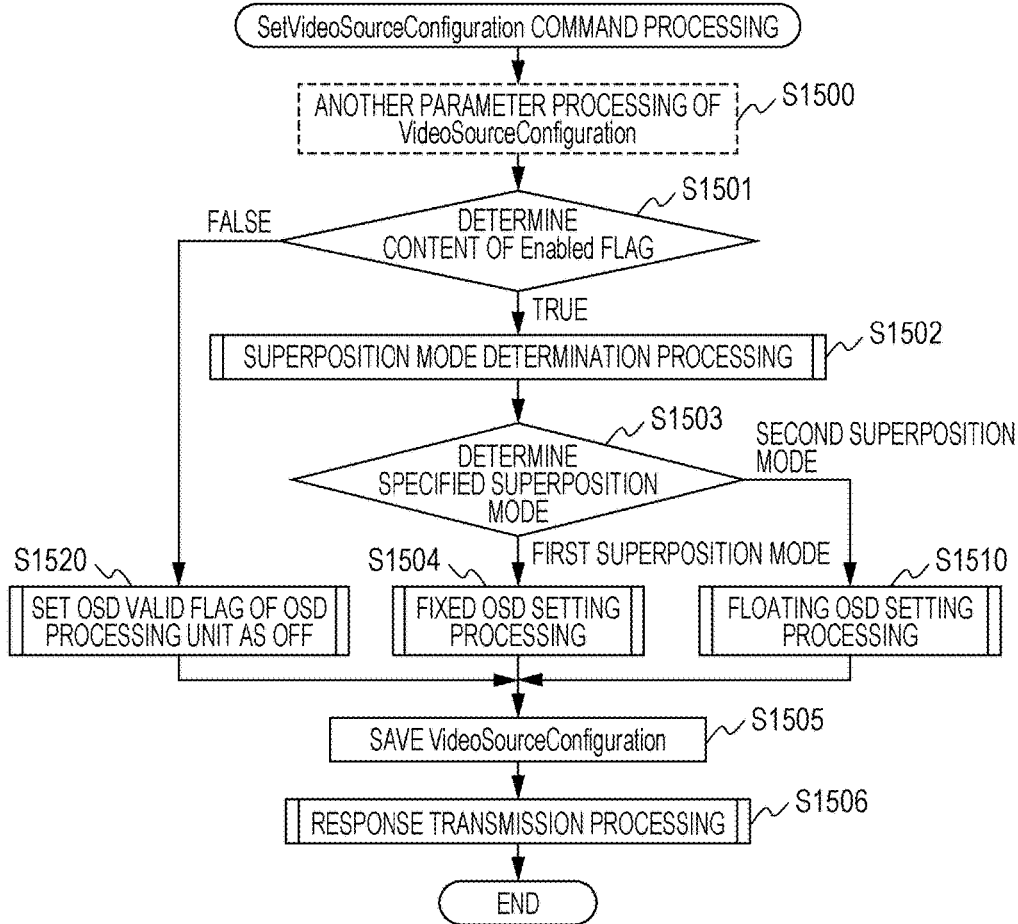 SetVideoSourceConfiguration COMMAND PROCESSING
ANOTHER PARAMETER PROCESSING OF
VideoSourceConfiguration
S1500
S1501
FALSE
DETERMINE
CONTENT OF Enabled FLAG
TRUE
SUPERPOSITION MODE DETERMINATION PROCESSING
S1502
S1503
DETERMINE
SPECIFIED SUPERPOSITION
MODE
SECOND SUPERPOSITION
MODE
FIRST SUPERPOSITION MODE
S1520
SET OSD VALID FLAG OF OSD
PROCESSING UNIT AS OFF
S1504
FIXED OSD SETTING
PROCESSING
S1510
FLOATING OSD SETTING
PROCESSING
SAVE VideoSourceConfiguration
S1505
RESPONSE TRANSMISSION PROCESSING
S1506
END